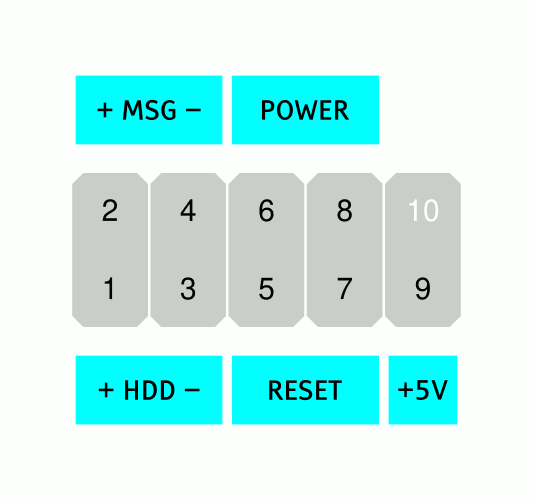 + MSG – POWER
2 4 6 8 10
1 3 5 7 9
+ HDD – RESET +5V